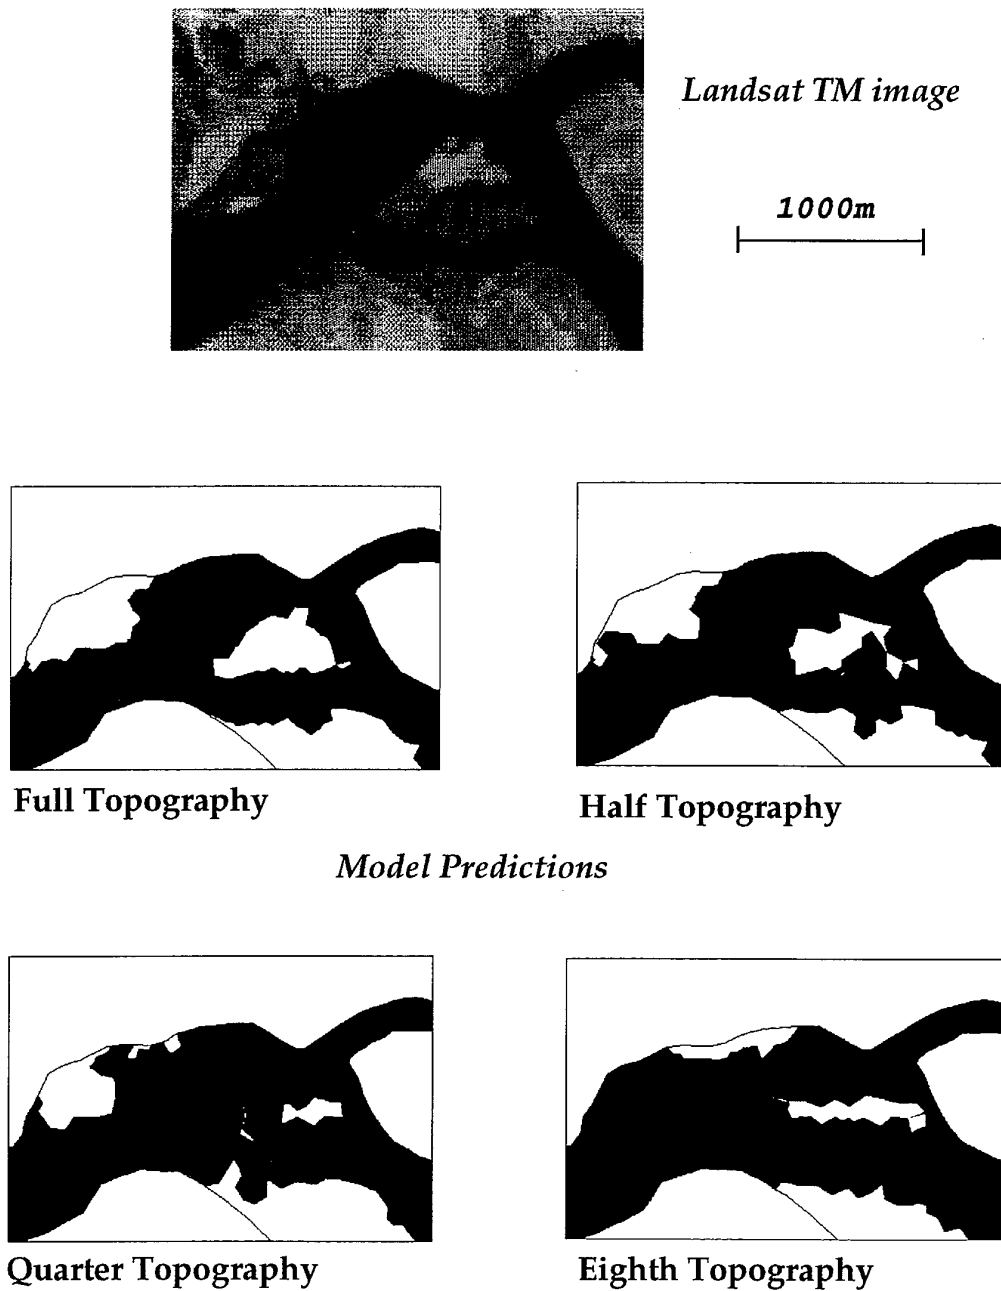 Landsat TM image
1000m
Full Topography
Half Topography
Model Predictions
Quarter Topography
Eighth Topography